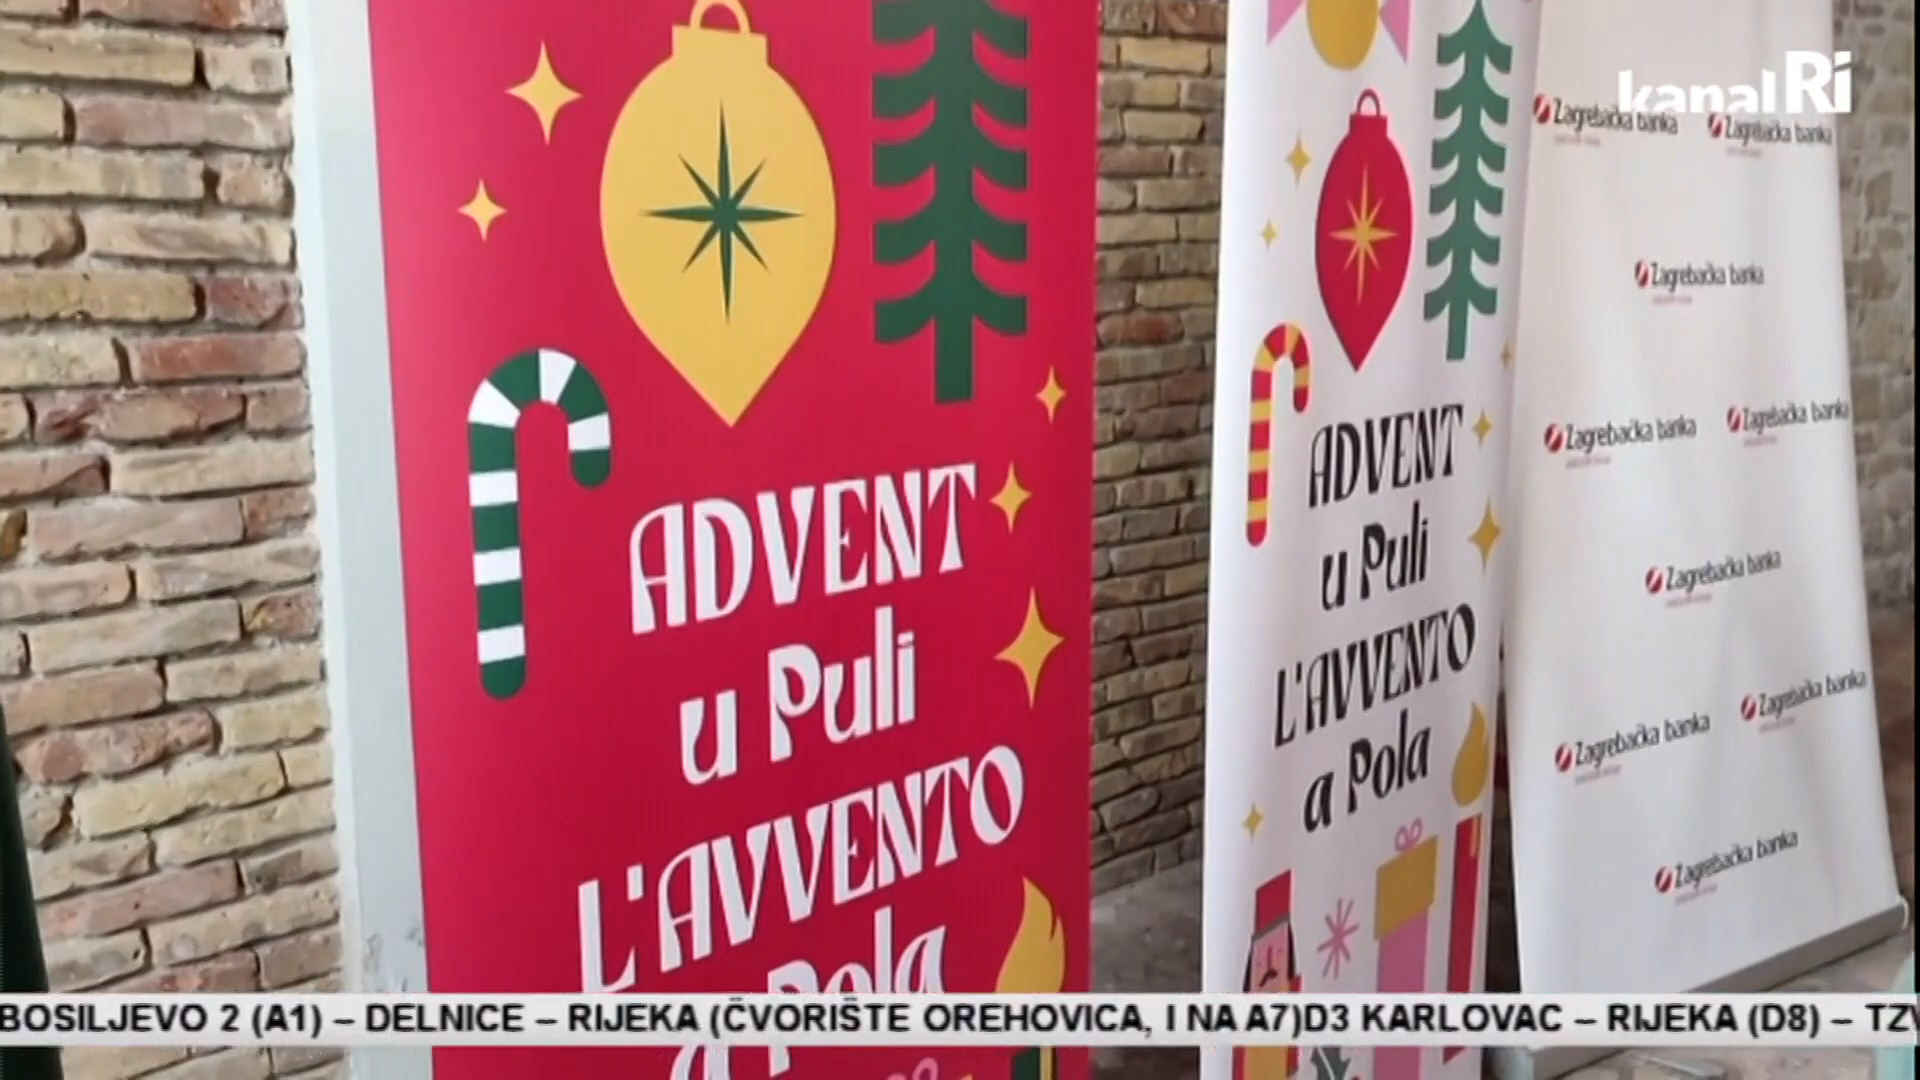 kanal Ri
ADVENT
u Puli
L'AVVENTO
a Pola
ADVENT
u Puli
L'AVVENTO
a Pola
Zagrebačka banka
Zagrebačka banka
Zagrebačka banka
Zagrebačka banka
Zagrebačka banka
Zagrebačka banka
Zagrebačka banka
Zagrebačka banka
Zagrebačka banka
BOSILJEVO 2 (A1) – DELNICE – RIJEKA (ČVORIŠTE OREHOVICA, I NA A7)D3 KARLOVAC – RIJEKA (D8) –